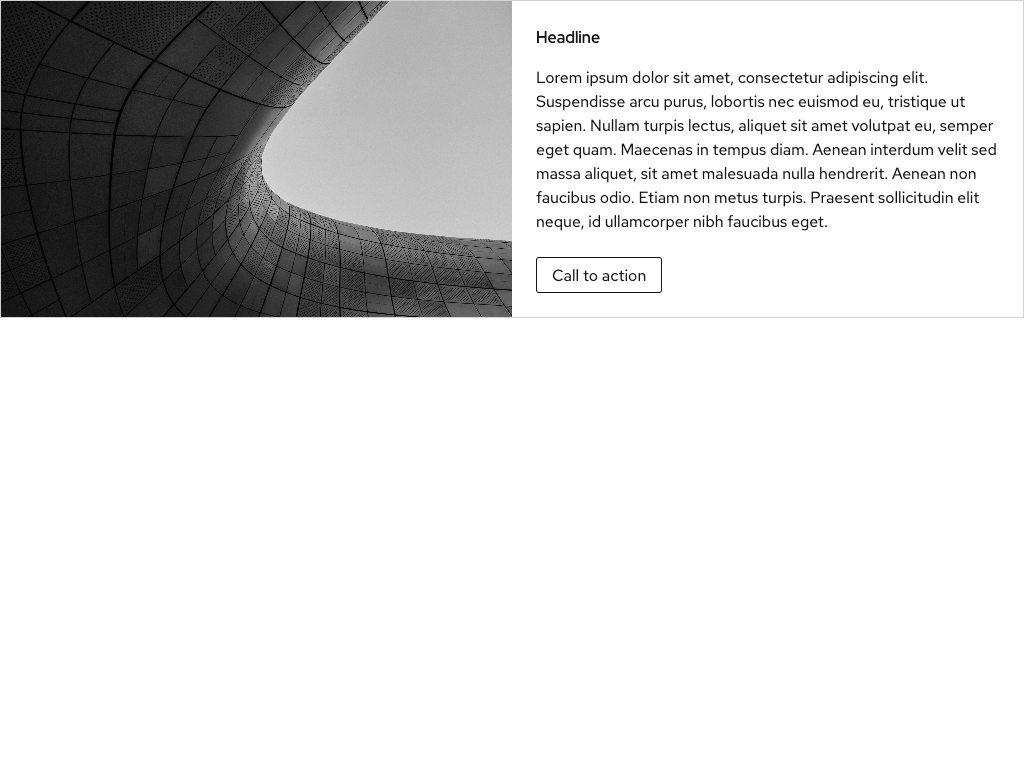 Headline
Lorem ipsum dolor sit amet, consectetur adipiscing elit.
Suspendisse arcu purus, lobortis nec euismod eu, tristique ut
sapien. Nullam turpis lectus, aliquet sit amet volutpat eu, semper
eget quam. Maecenas in tempus diam. Aenean interdum velit sed
massa aliquet, sit amet malesuada nulla hendrerit. Aenean non
faucibus odio. Etiam non metus turpis. Praesent sollicitudin elit
neque, id ullamcorper nibh faucibus eget.
Call to action